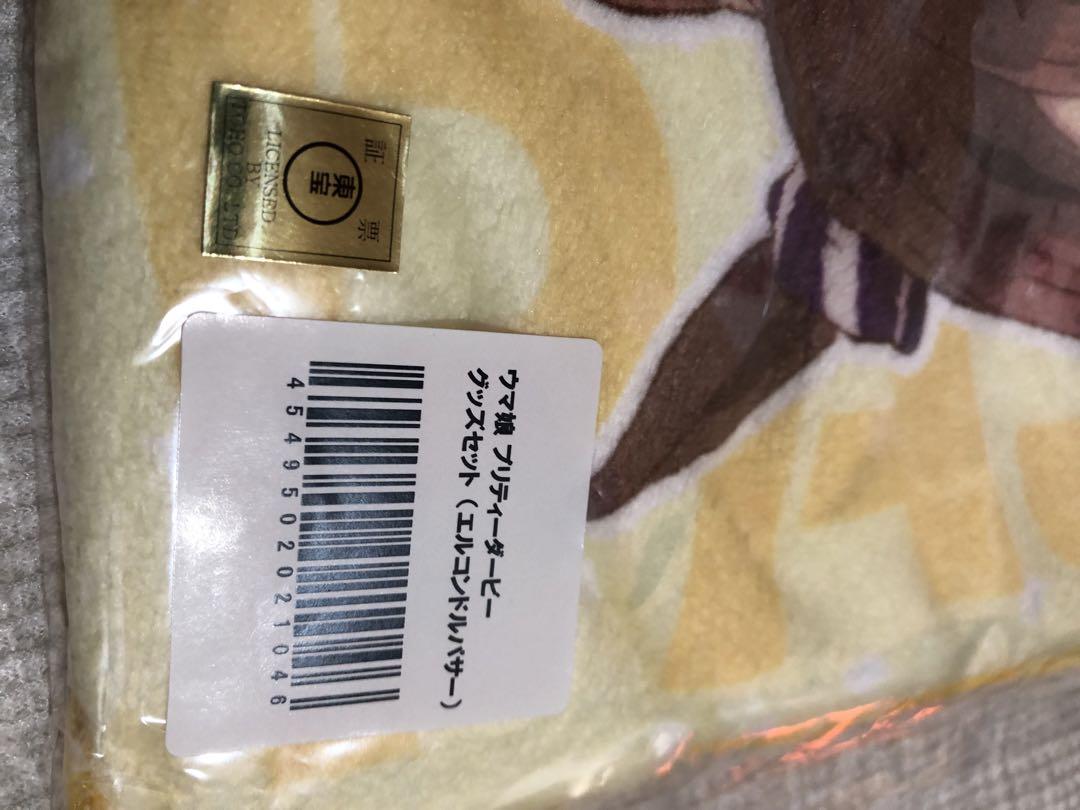 証票
東宝
LICENSED
BY
TOHO CO., LTD.
ウマ娘 プリティーダービー
グッズセット（エルコンドルパサー）
4549502021046